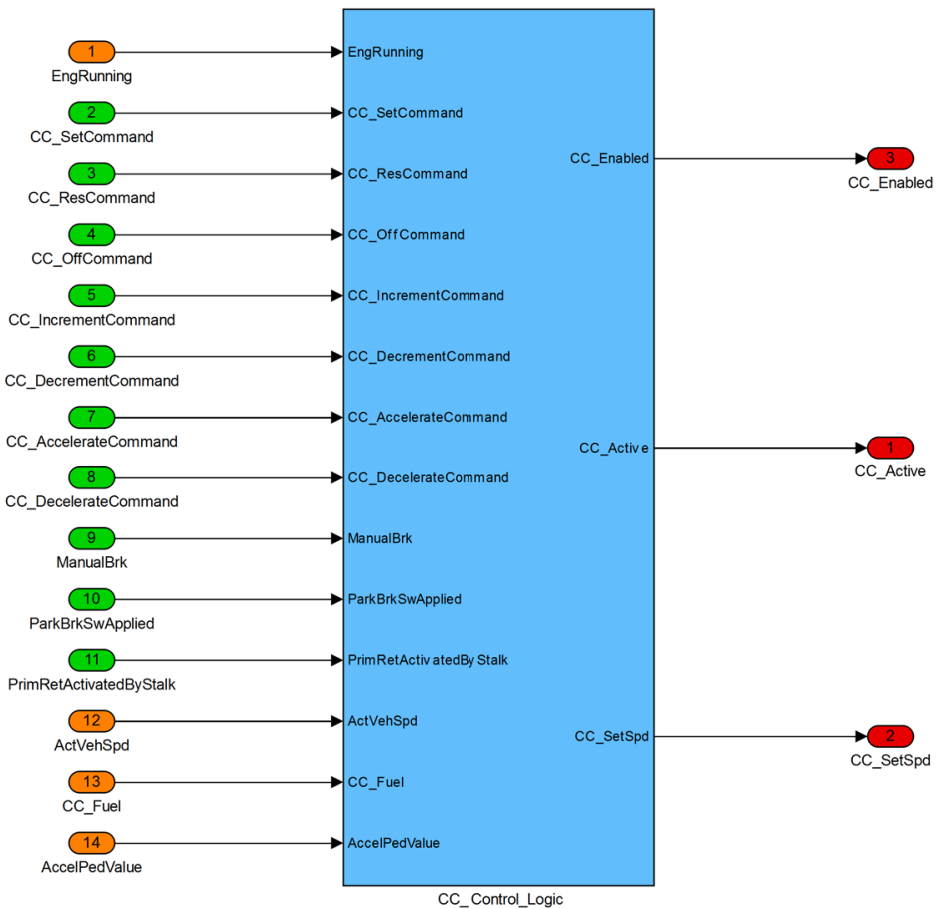 1
EngRunning
2
CC_SetCommand
3
CC_ResCommand
4
CC_OffCommand
5
CC_IncrementCommand
6
CC_DecrementCommand
7
CC_AccelerateCommand
8
CC_DecelerateCommand
9
ManualBrk
10
ParkBrkSwApplied
11
PrimRetActivatedByStalk
12
ActVehSpd
13
CC_Fuel
14
AccelPedValue
EngRunning
CC_SetCommand
CC_ResCommand
CC_OffCommand
CC_IncrementCommand
CC_DecrementCommand
CC_AccelerateCommand
CC_DecelerateCommand
ManualBrk
ParkBrkSwApplied
PrimRetActivatedByStalk
ActVehSpd
CC_Fuel
AccelPedValue
CC_Enabled
CC_Active
CC_SetSpd
CC_Control_Logic
3
CC_Enabled
1
CC_Active
2
CC_SetSpd